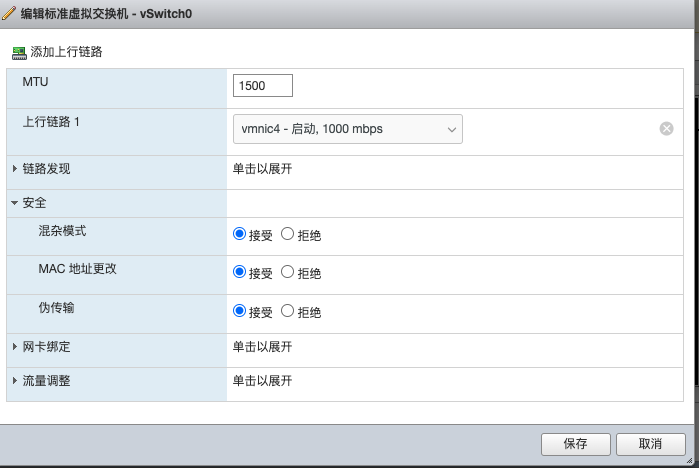 编辑标准虚拟交换机 - vSwitch0
添加上行链路
MTU 1500
上行链路 1 vmnic4 - 启动, 1000 mbps
链路发现 单击以展开
安全
混杂模式 接受 拒绝
MAC 地址更改 接受 拒绝
伪传输 接受 拒绝
网卡绑定 单击以展开
流量调整 单击以展开
保存 取消